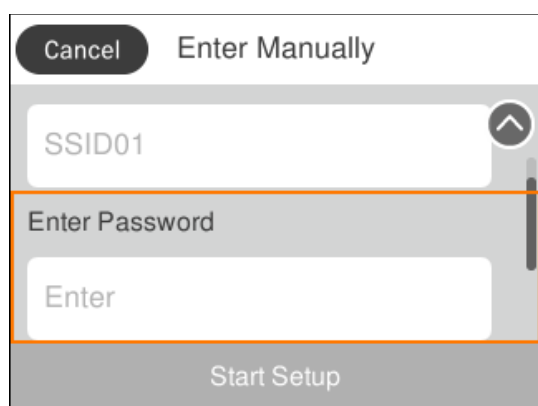 Cancel Enter Manually
SSID01
Enter Password
Enter
Start Setup